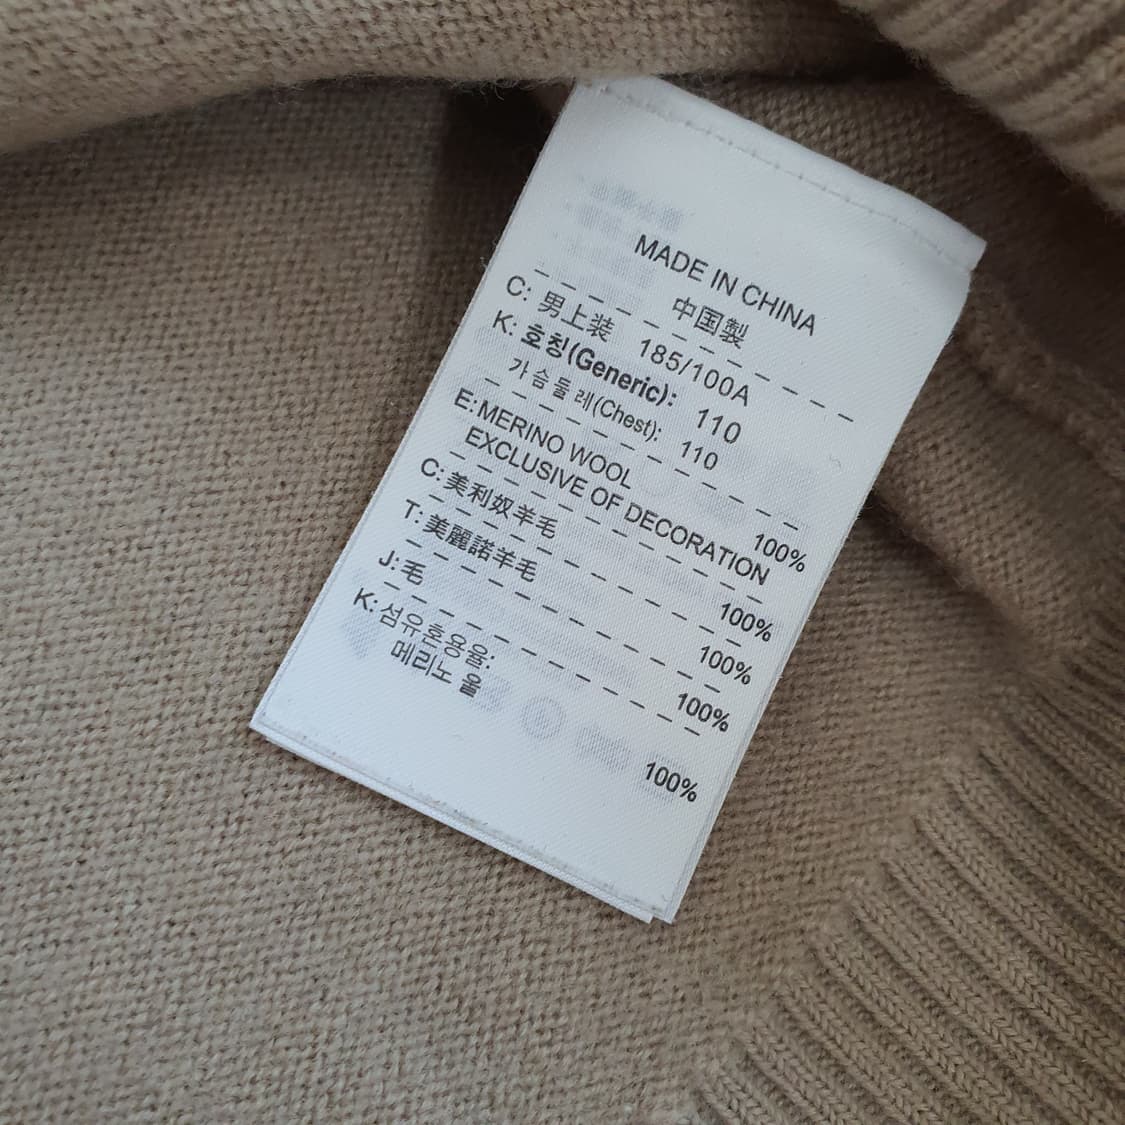 MADE IN CHINA
中国製
C: 男上装 185/100A
K: 호칭(Generic): 110
가슴둘레(Chest): 110
E: MERINO WOOL 100%
EXCLUSIVE OF DECORATION
C: 美利奴羊毛 100%
T: 美麗諾羊毛 100%
J: 毛 100%
K: 섬유혼용율:
메리노 울 100%